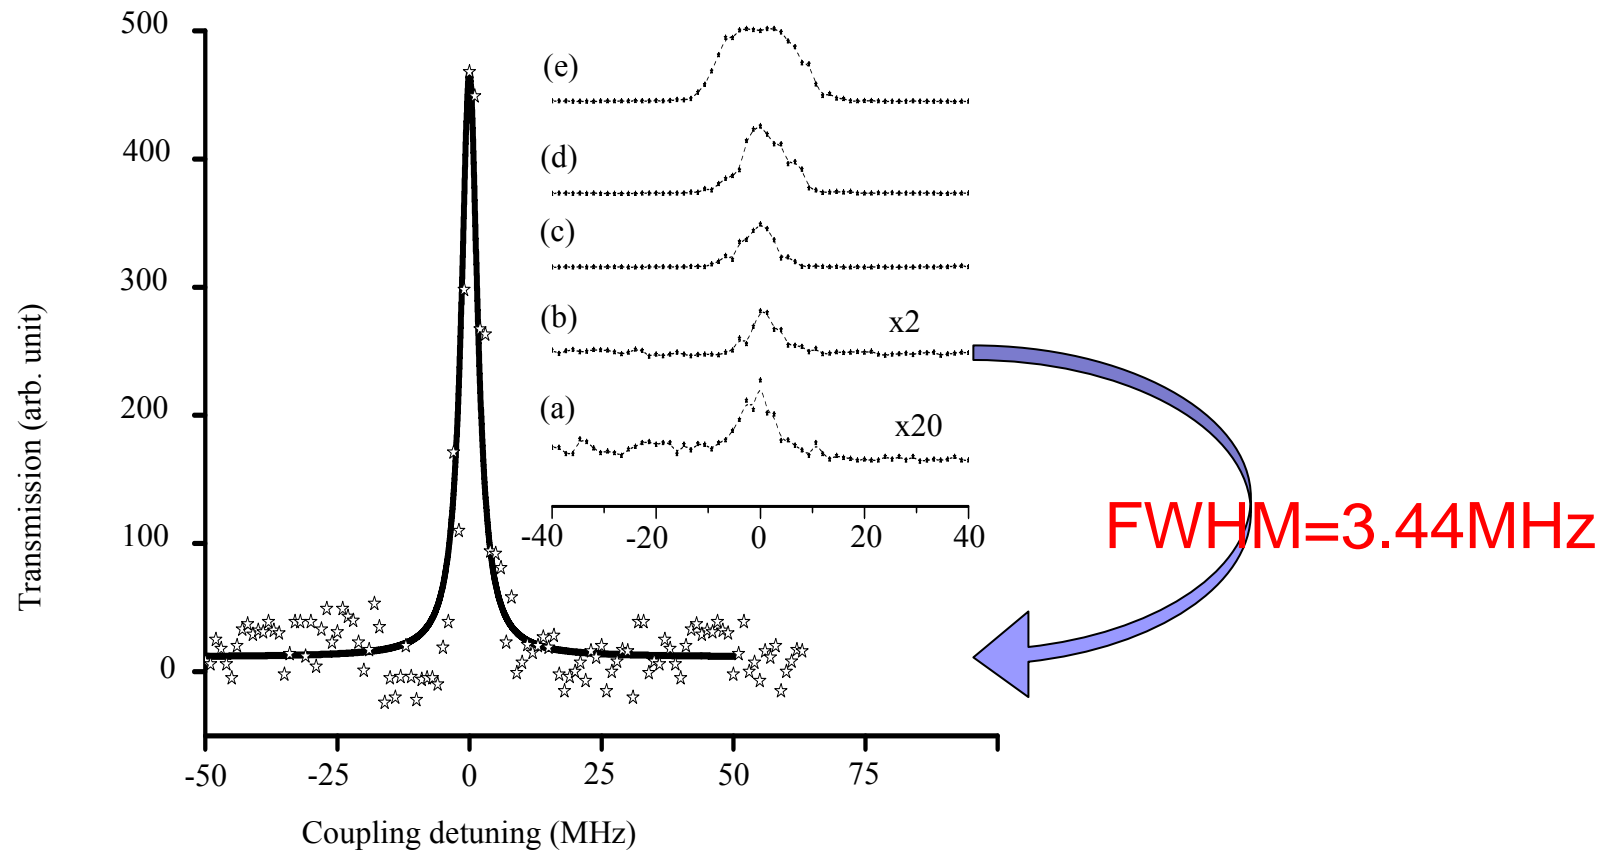 500
400
300
200
100
0
Transmission (arb. unit)
-50
-25
0
25
50
75
Coupling detuning (MHz)
(e)
(d)
(c)
(b)
x2
(a)
x20
-40
-20
0
20
40
FWHM=3.44MHz